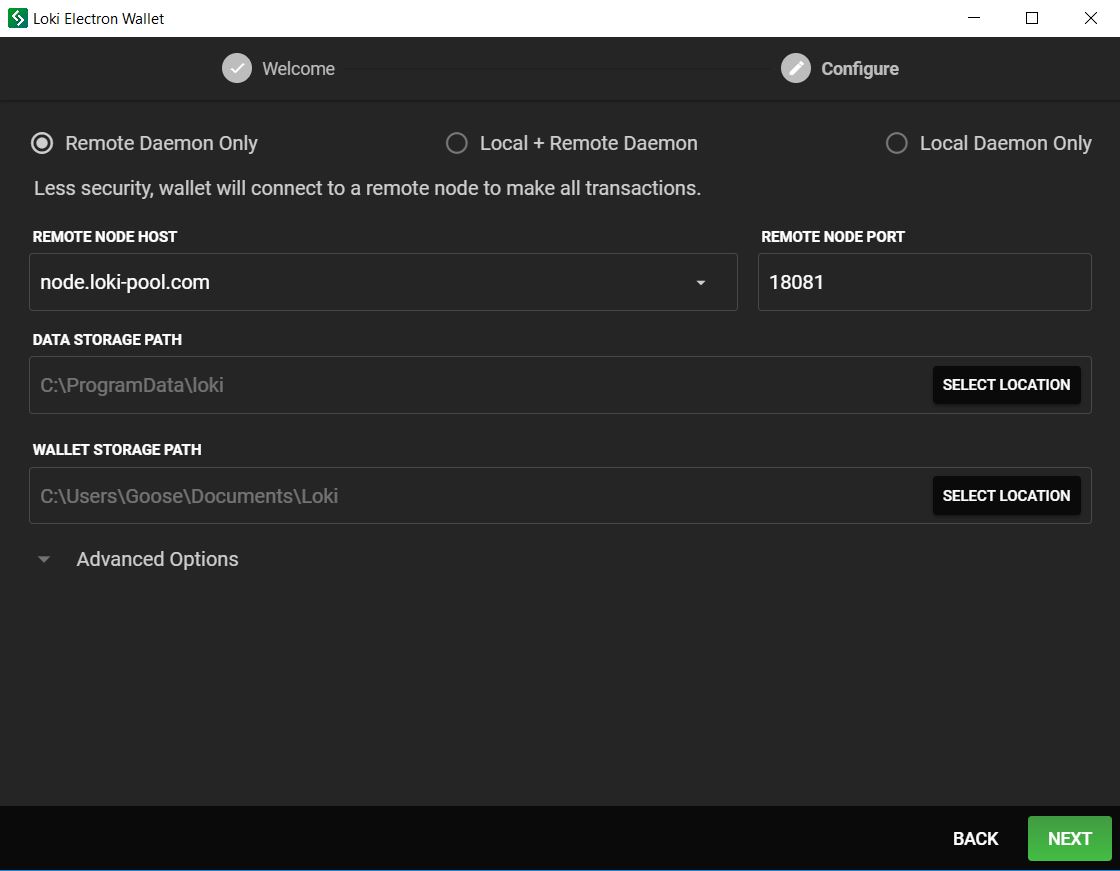 Loki Electron Wallet
Welcome
Configure
Remote Daemon Only
Local + Remote Daemon
Local Daemon Only
Less security, wallet will connect to a remote node to make all transactions.
REMOTE NODE HOST
REMOTE NODE PORT
node.loki-pool.com
18081
DATA STORAGE PATH
C:\ProgramData\loki
SELECT LOCATION
WALLET STORAGE PATH
C:\Users\Goose\Documents\Loki
SELECT LOCATION
Advanced Options
BACK
NEXT